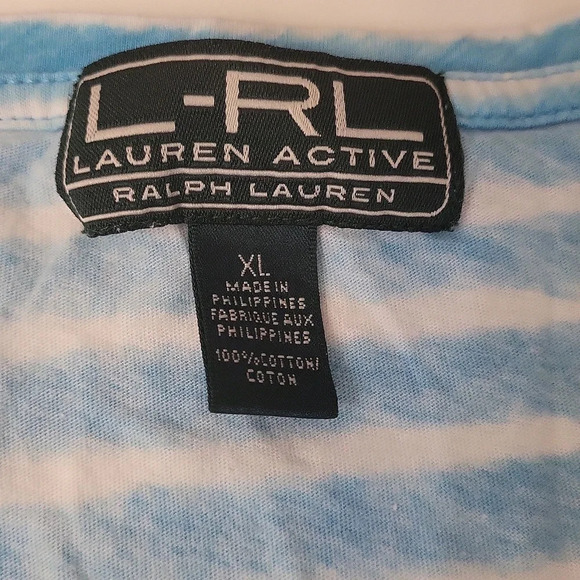 L-RL
LAUREN ACTIVE
RALPH LAUREN
XL
MADE IN
PHILIPPINES
FABRIQUE AUX
PHILIPPINES
100% COTTON/
COTON